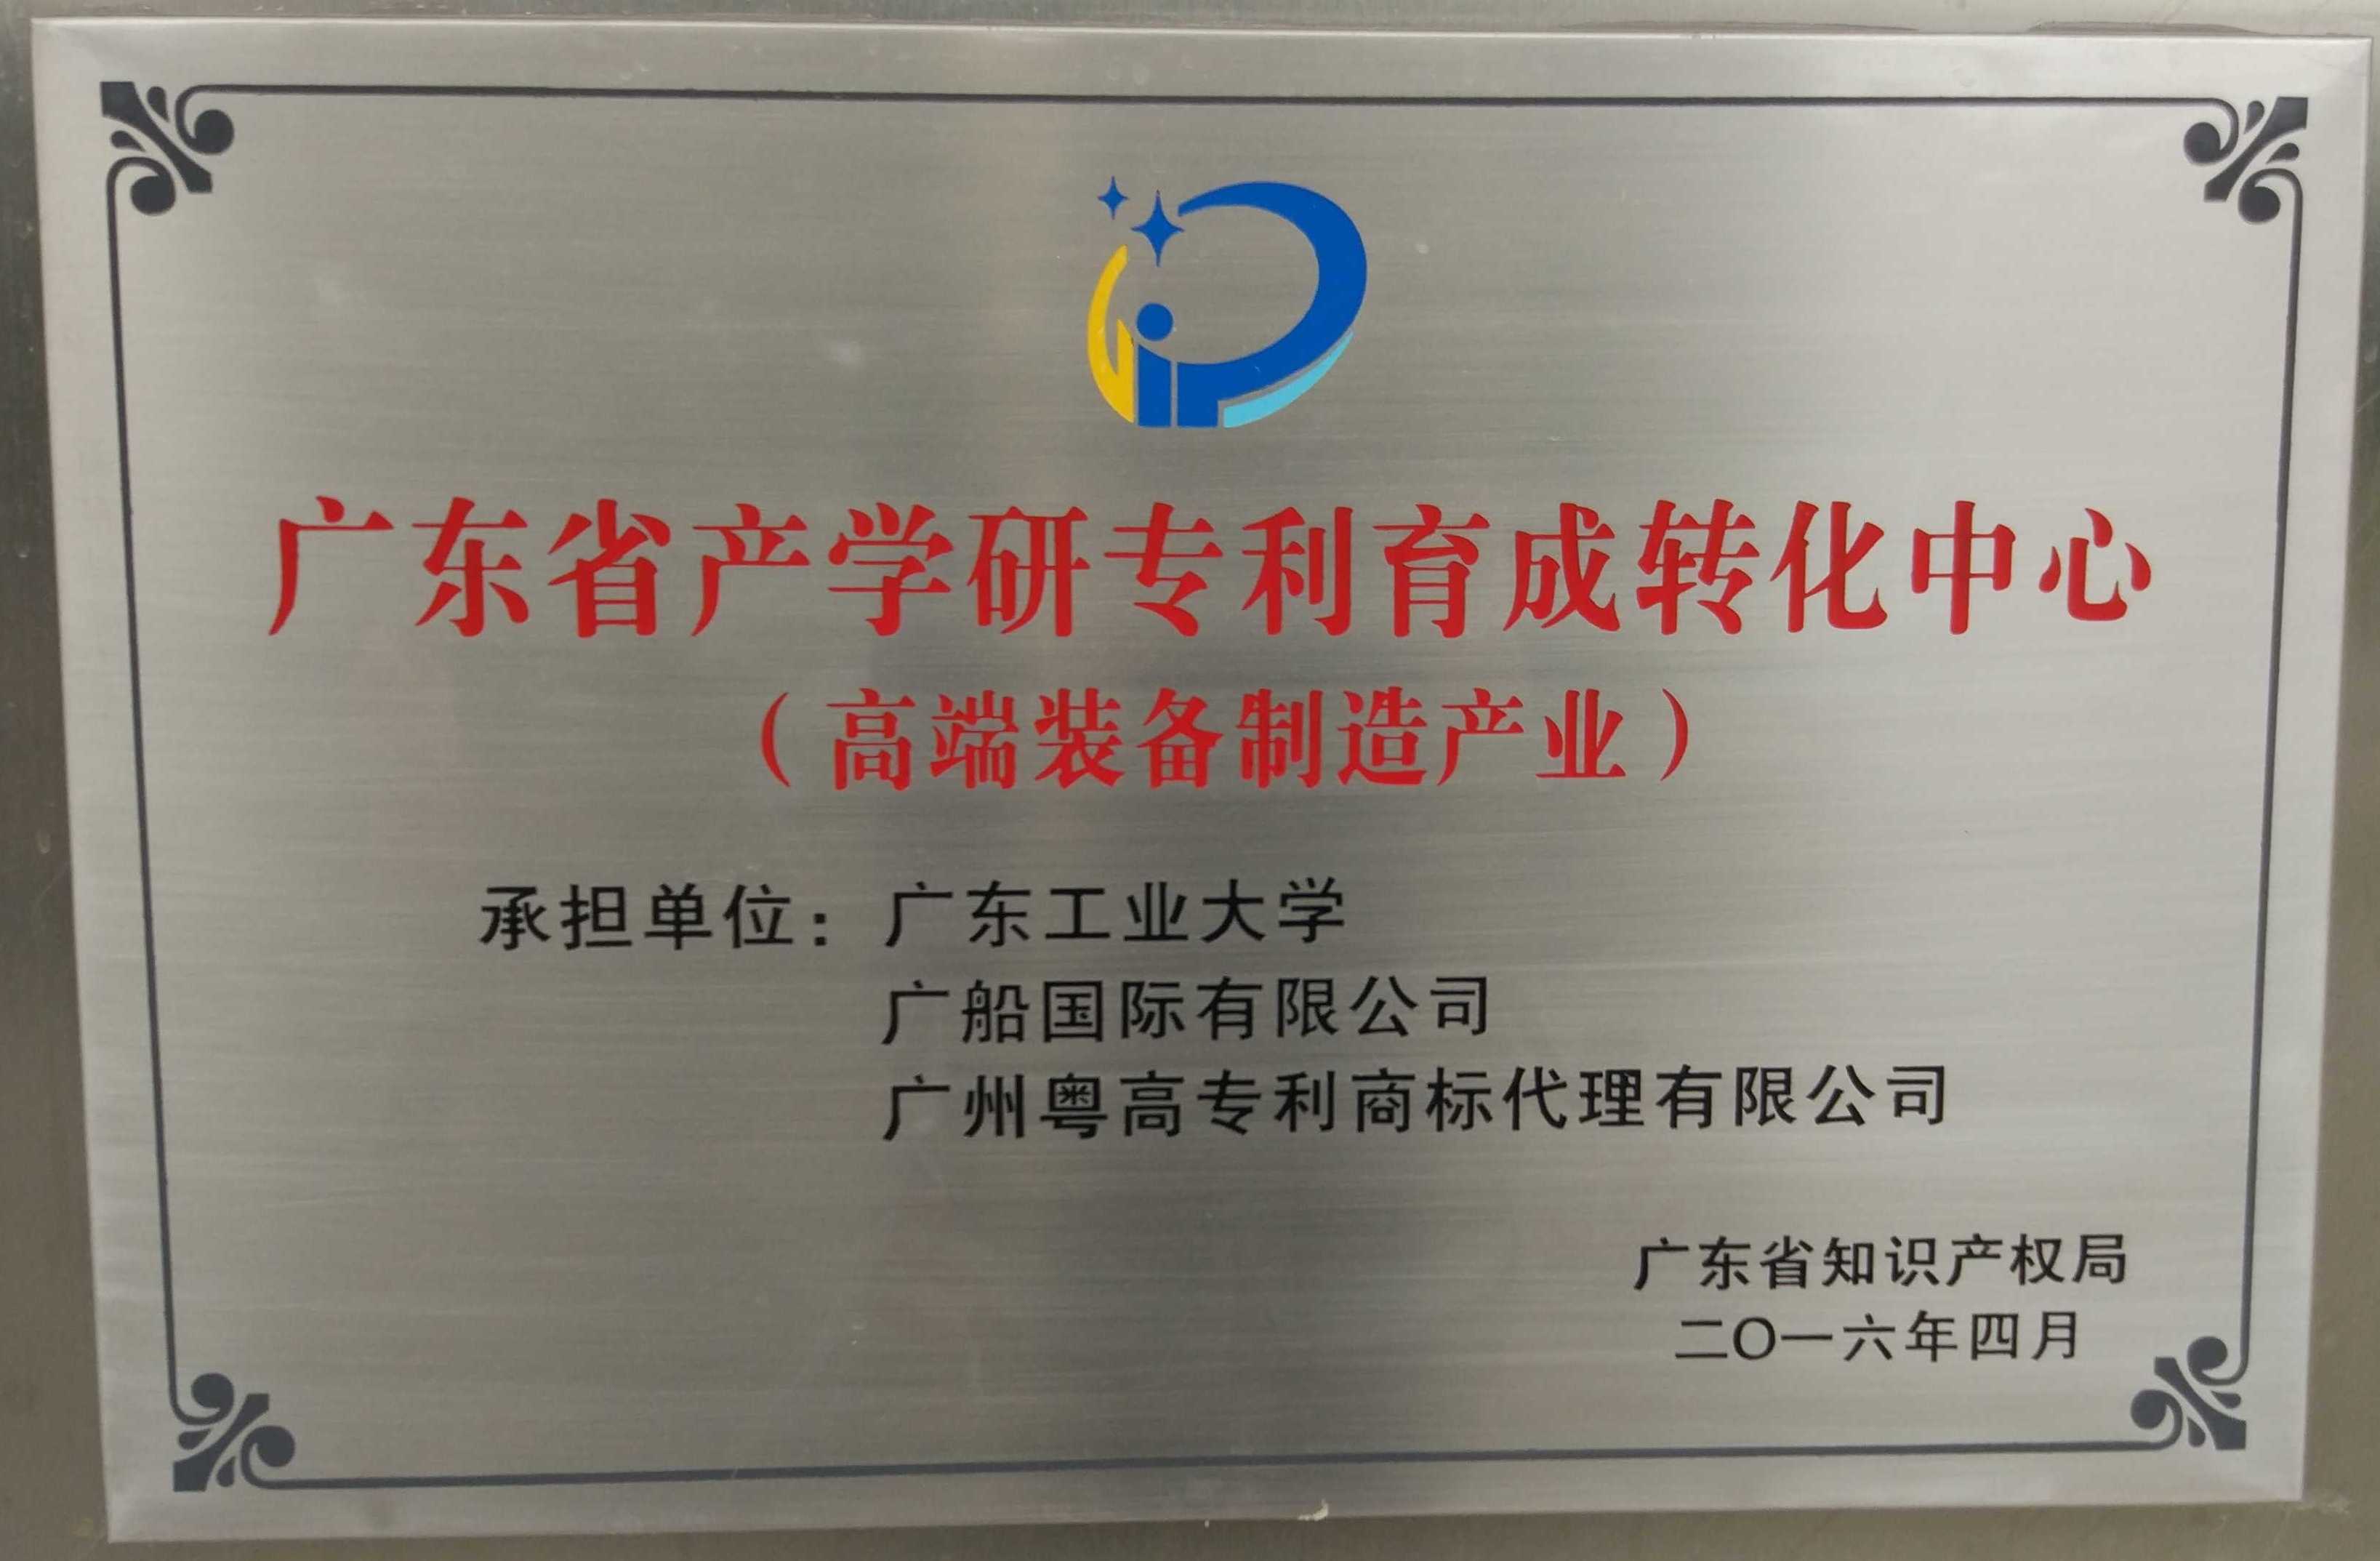 广东省产学研专利育成转化中心
（高端装备制造产业）
承担单位：广东工业大学
广船国际有限公司
广州粤高专利商标代理有限公司
广东省知识产权局
二〇一六年四月